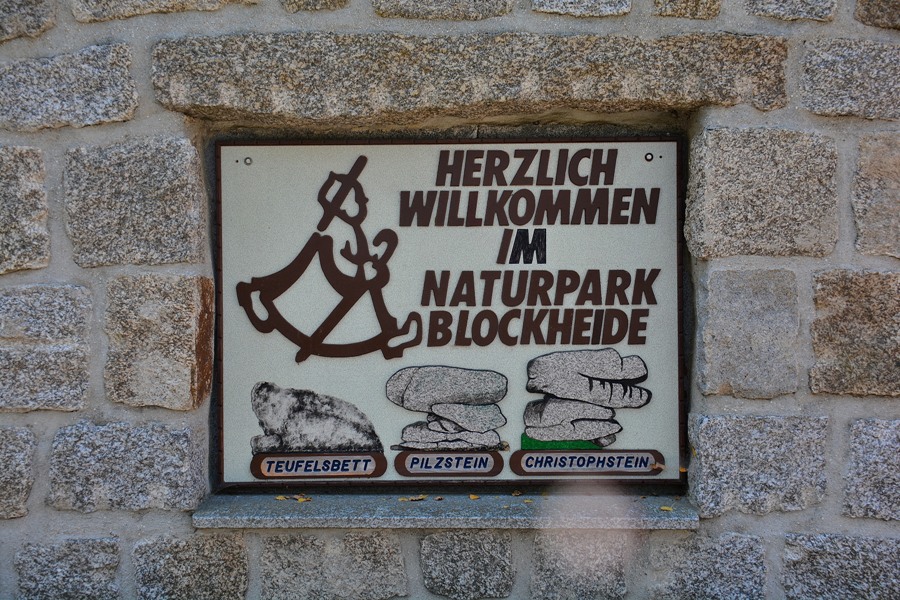 HERZLICH
WILLKOMMEN
IM
NATURPARK
BLOCKHEIDE
TEUFELSBETT PILZSTEIN CHRISTOPHSTEIN